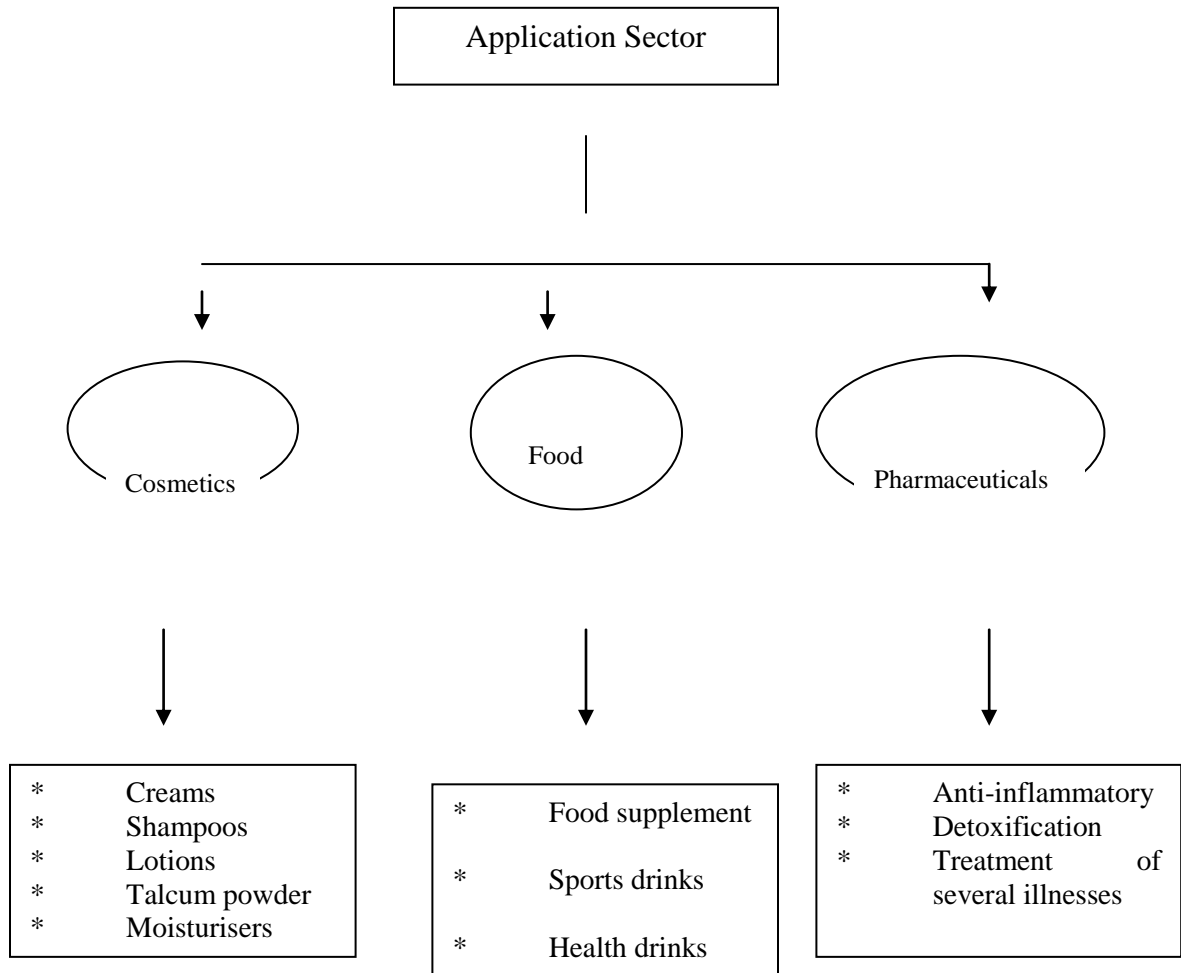 Application Sector
Cosmetics
Food
Pharmaceuticals
* Creams
* Shampoos
* Lotions
* Talcum powder
* Moisturisers
* Food supplement
* Sports drinks
* Health drinks
* Anti-inflammatory
* Detoxification
* Treatment of
several illnesses